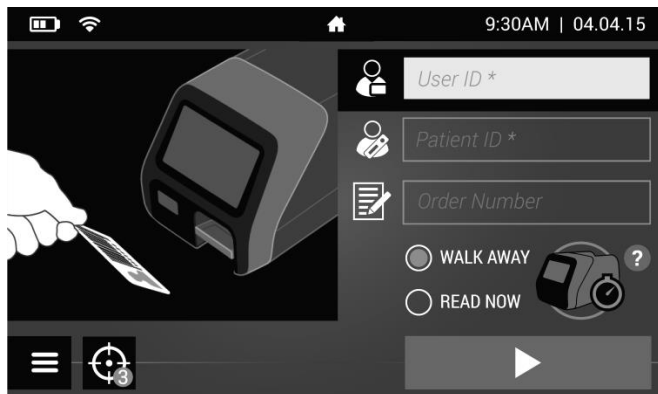 9:30AM | 04.04.15
User ID *
Patient ID *
Order Number
WALK AWAY
?
READ NOW
3